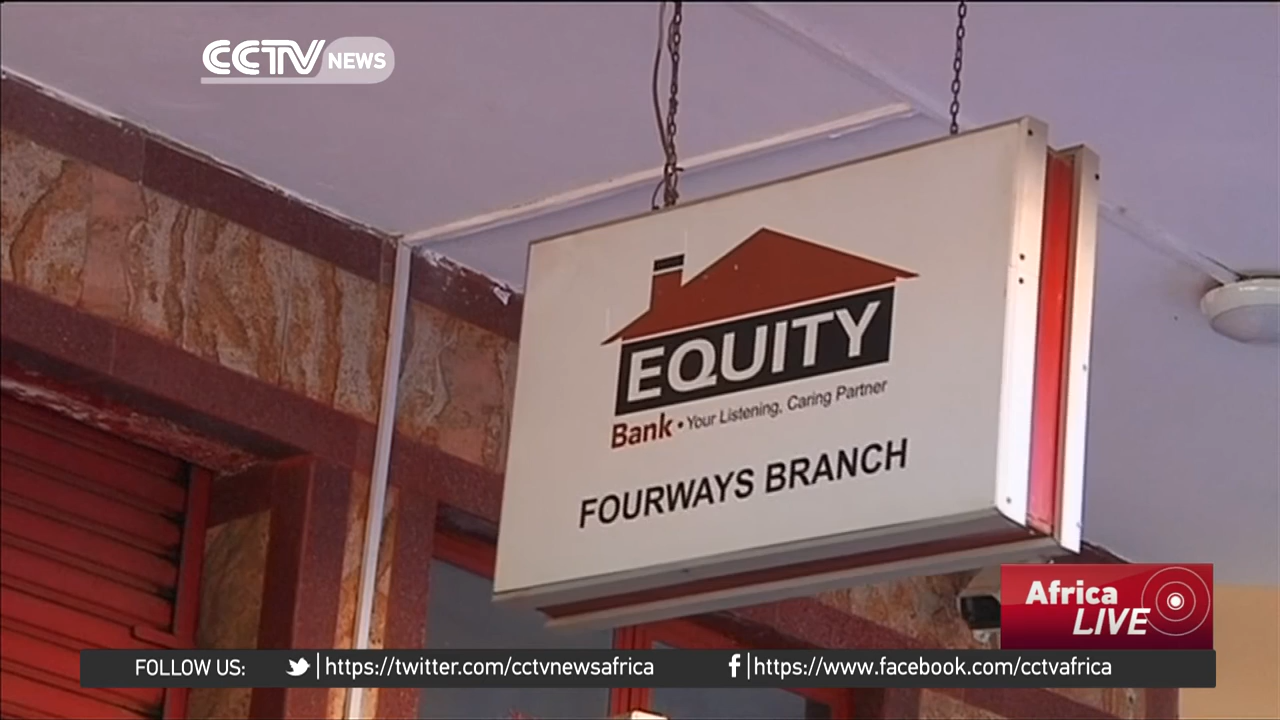 CCTV NEWS
EQUITY
Bank • Your Listening, Caring Partner
FOURWAYS BRANCH
Africa
LIVE
FOLLOW US: https://twitter.com/cctvnewsafrica https://www.facebook.com/cctvafrica